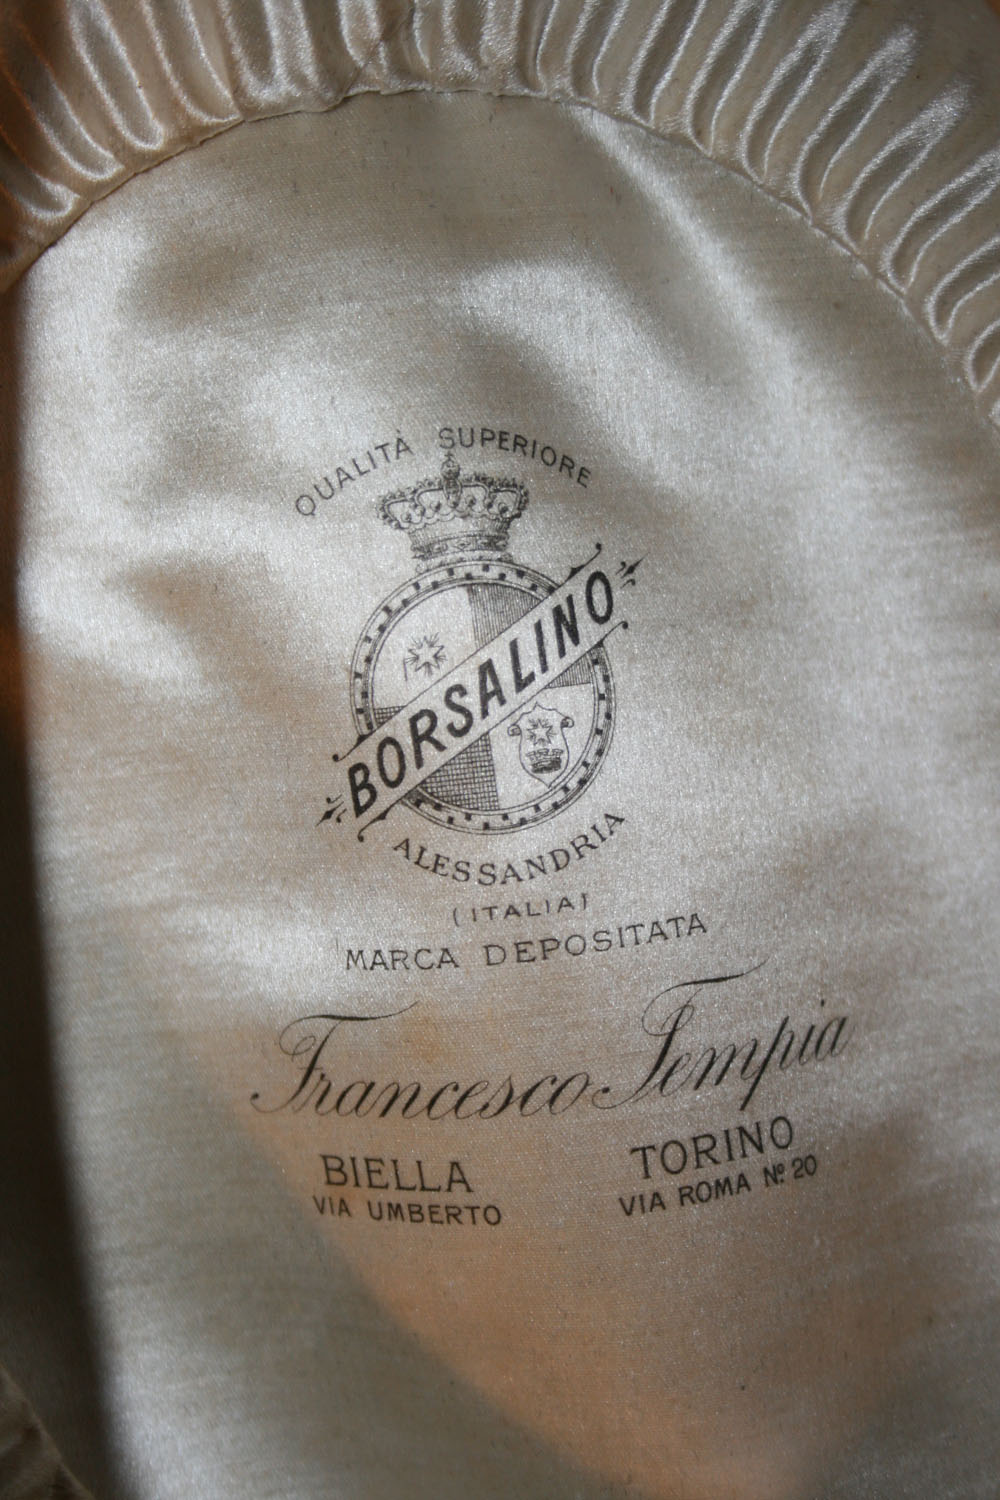 QUALITÀ SUPERIORE
BORSALINO
ALESSANDRIA
(ITALIA)
MARCA DEPOSITATA
Francesco Tempia
BIELLA
VIA UMBERTO
TORINO
VIA ROMA Nº 20